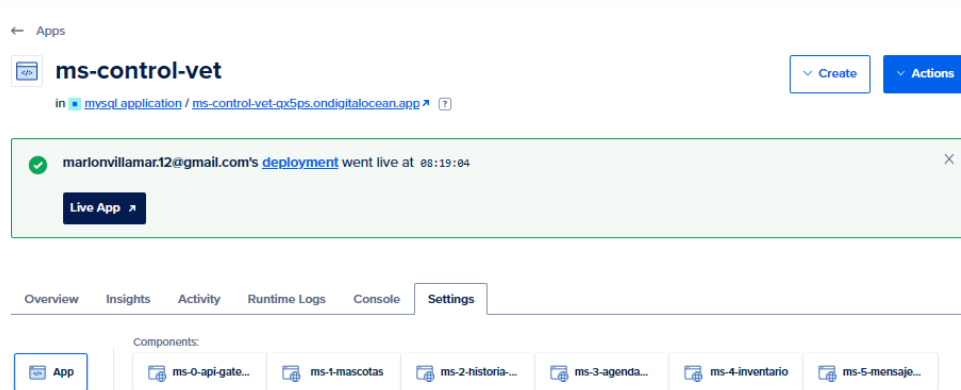 ← Apps
ms-control-vet
Create
Actions
in mysql application / ms-control-vet-qx5ps.ondigitalocean.app ?
marlonvillamar.12@gmail.com's deployment went live at 08:19:04
Live App
Overview Insights Activity Runtime Logs Console Settings
Components:
App ms-0-api-gate... ms-1-mascotas ms-2-historia-... ms-3-agenda... ms-4-inventario ms-5-mensaje...